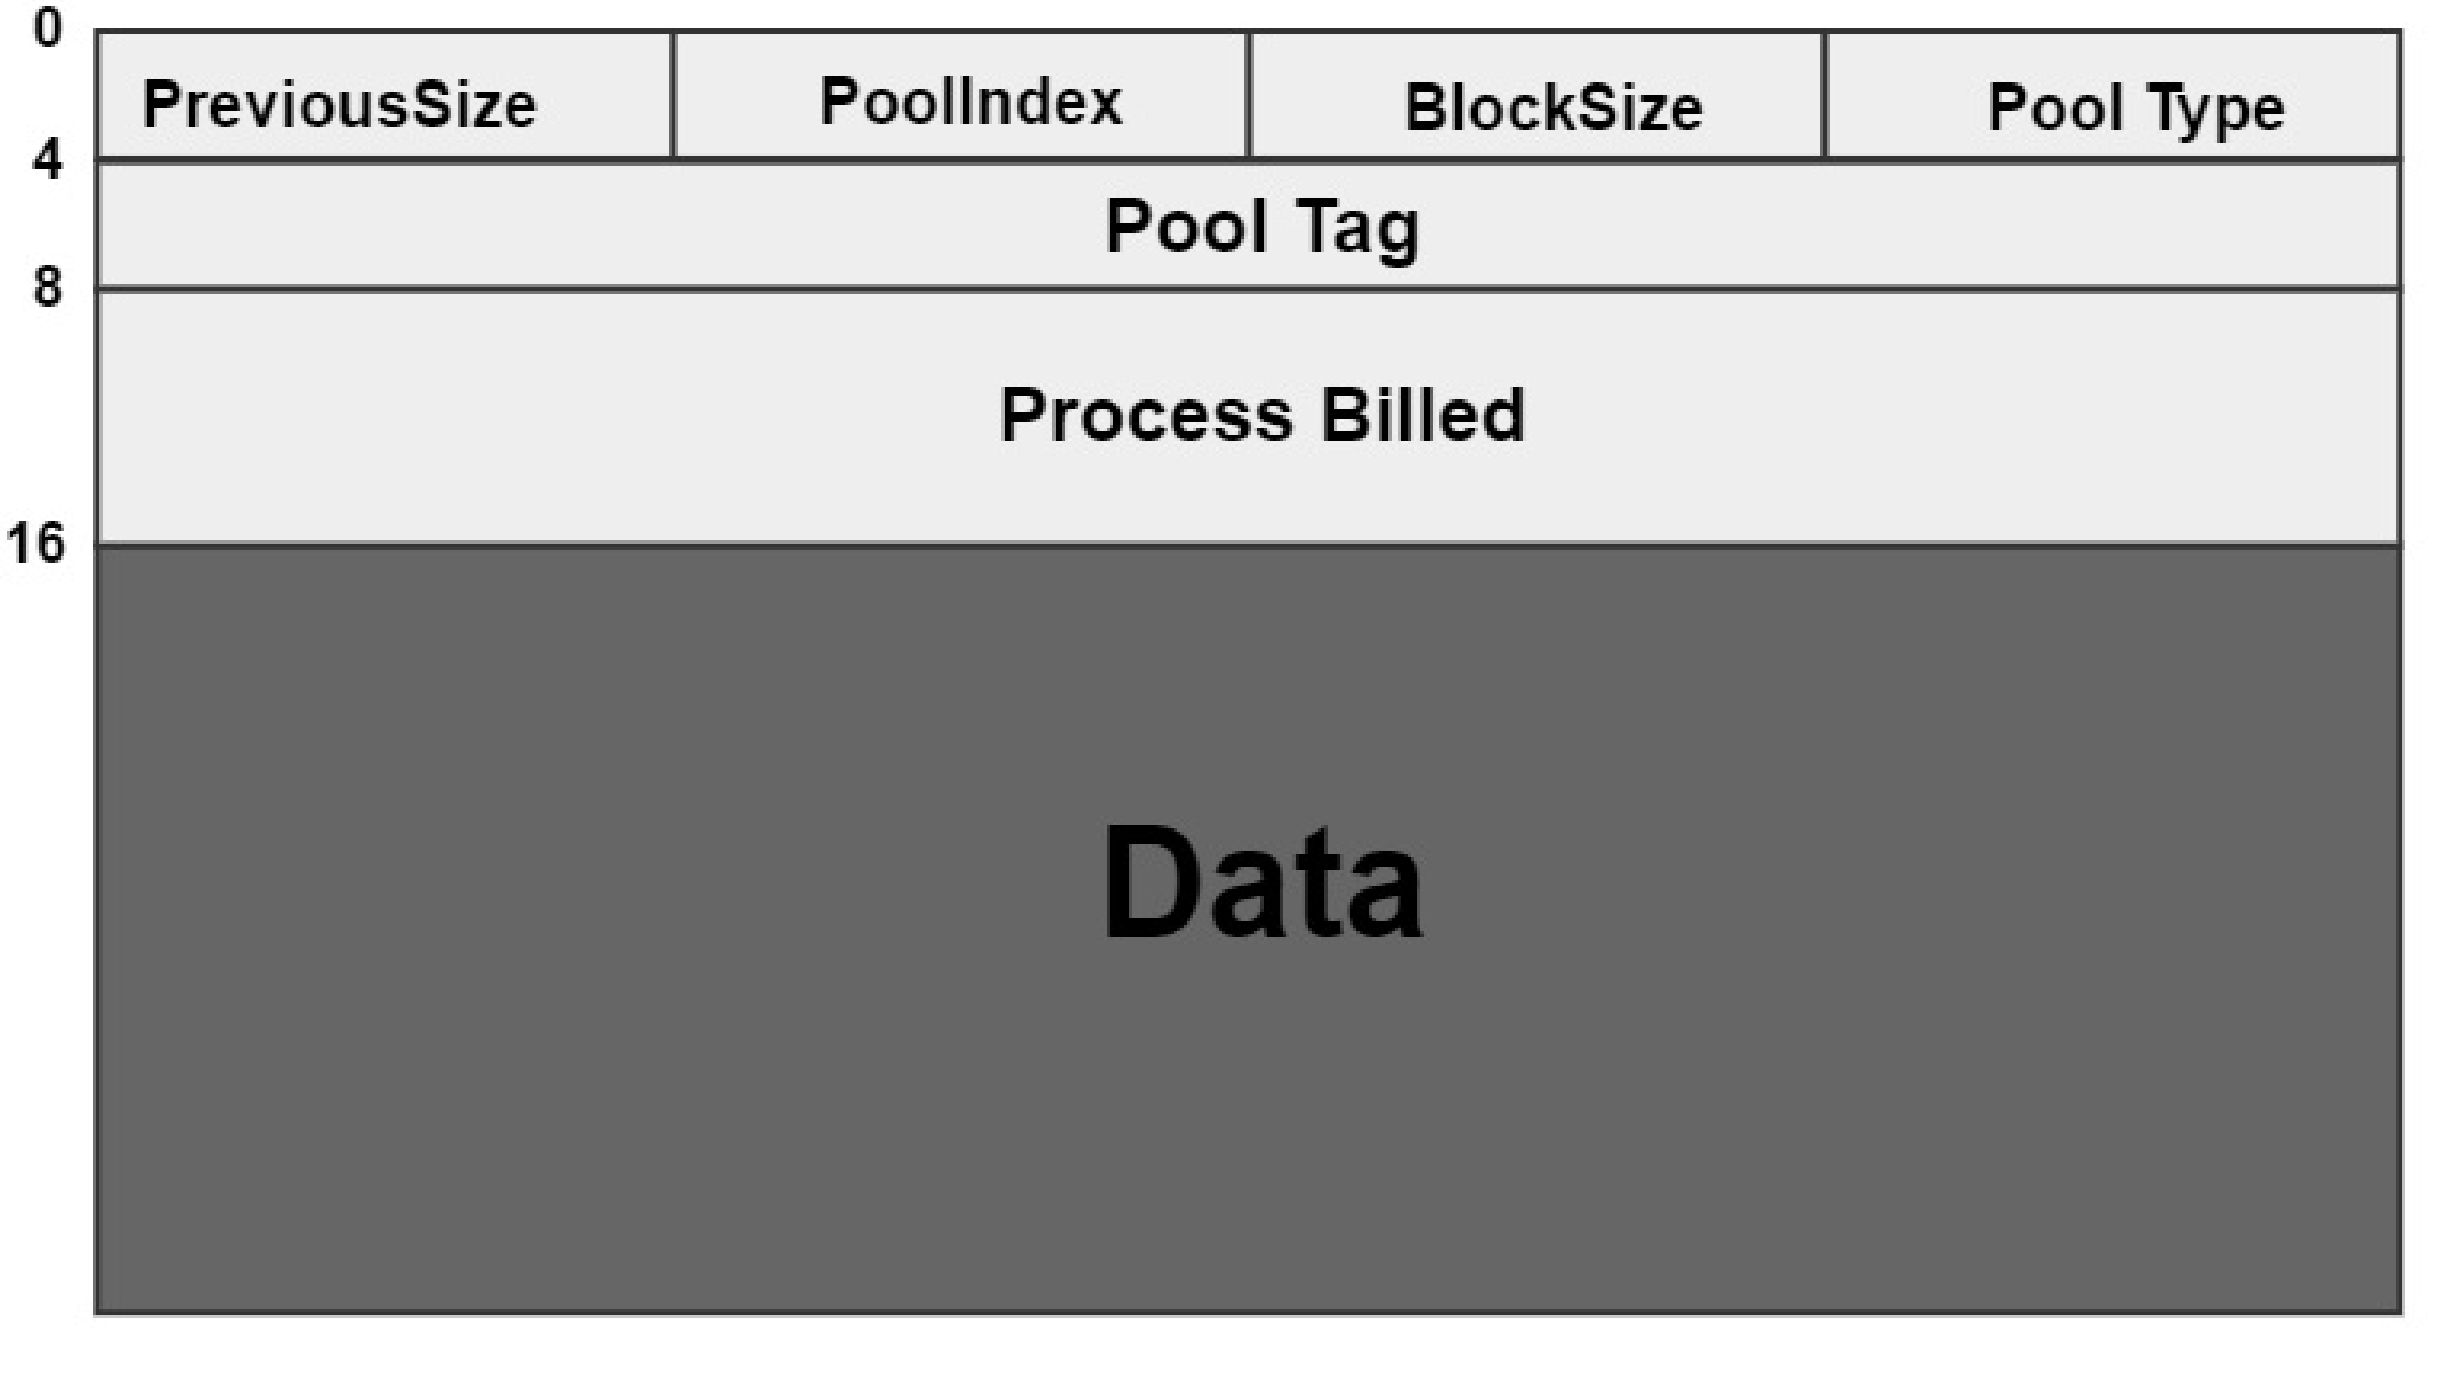 0
PreviousSize PoolIndex BlockSize Pool Type
4
Pool Tag
8
Process Billed
16
Data